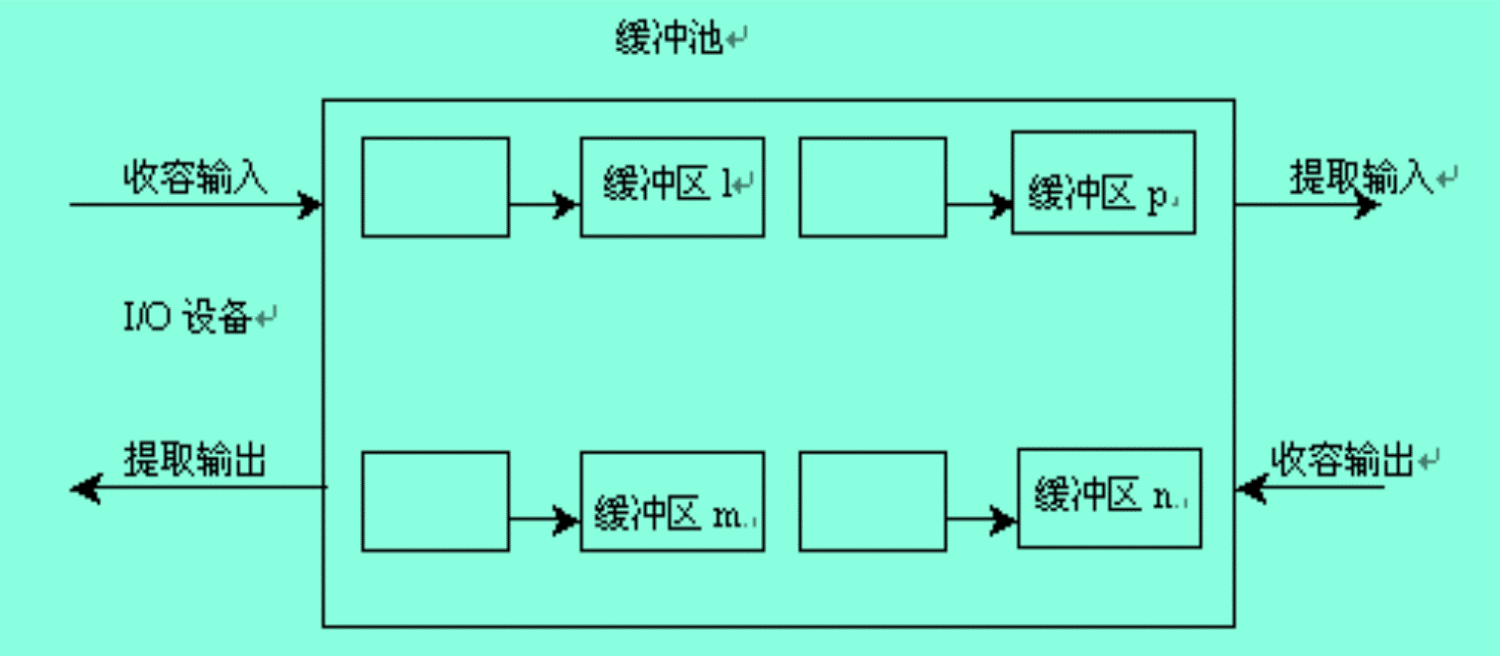 缓冲池↵
收容输入
缓冲区 l↵
缓冲区 p
提取输入↵
I/O 设备↵
提取输出
缓冲区 m
缓冲区 n
收容输出↵